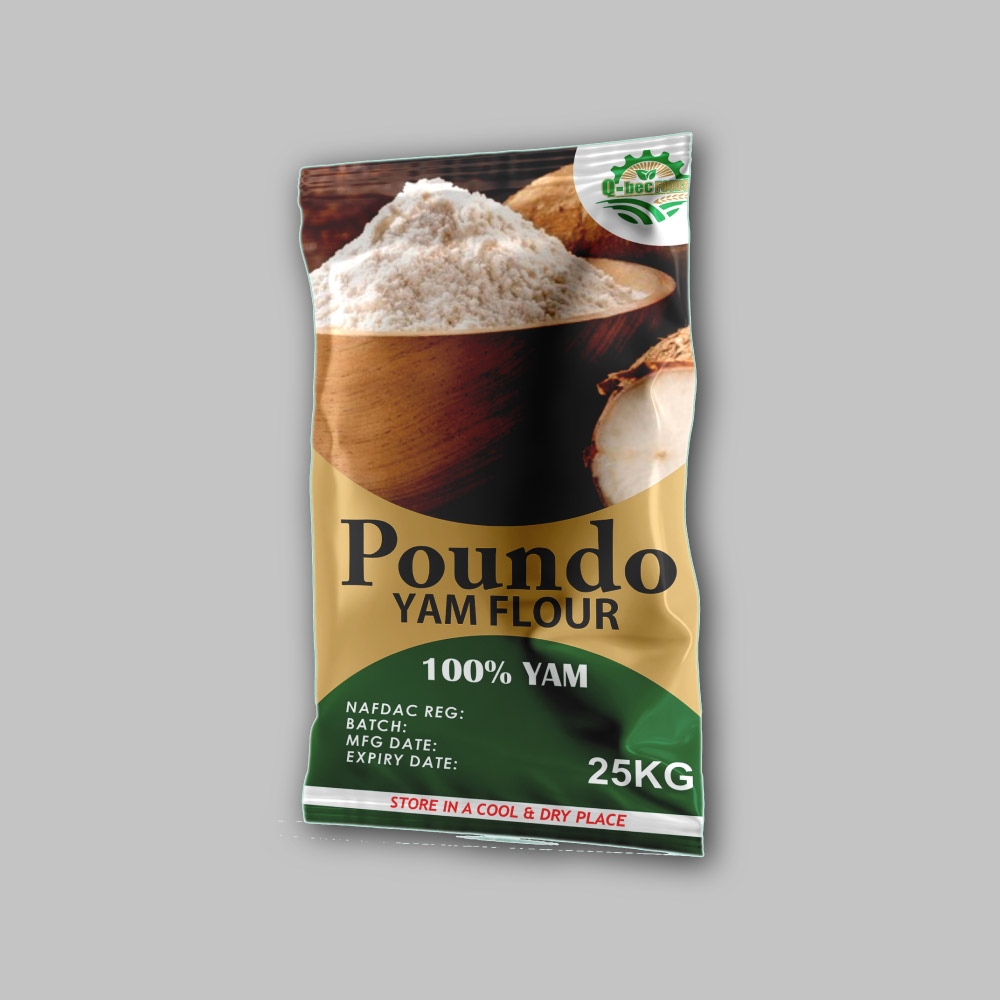 Q-bec FOODS
Poundo
YAM FLOUR
100% YAM
NAFDAC REG:
BATCH:
MFG DATE:
EXPIRY DATE:
25KG
STORE IN A COOL & DRY PLACE